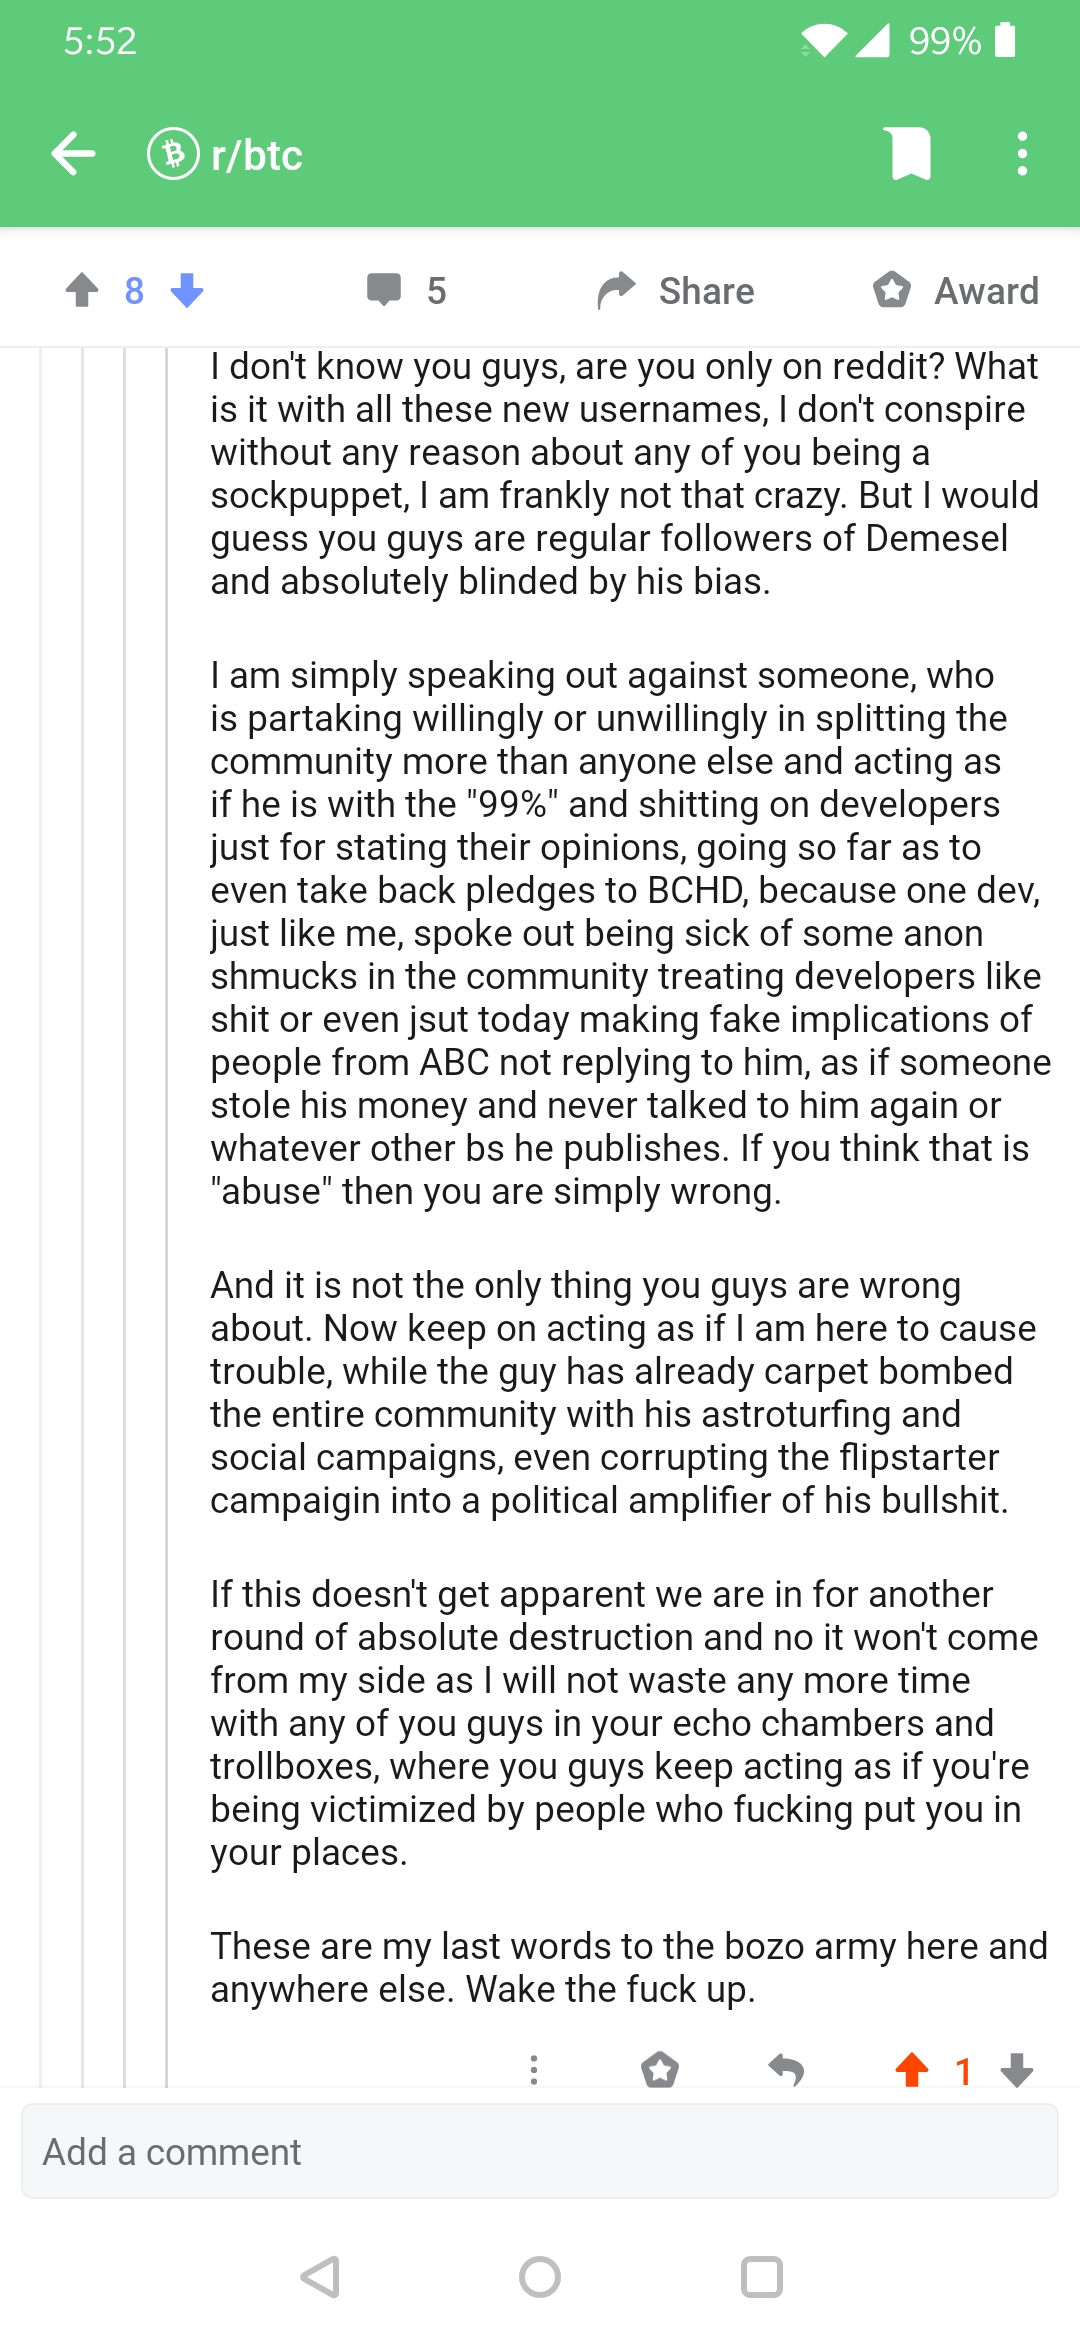 5:52
99%
r/btc
8
5
Share
Award
I don't know you guys, are you only on reddit? What
is it with all these new usernames, I don't conspire
without any reason about any of you being a
sockpuppet, I am frankly not that crazy. But I would
guess you guys are regular followers of Demesel
and absolutely blinded by his bias.
I am simply speaking out against someone, who
is partaking willingly or unwillingly in splitting the
community more than anyone else and acting as
if he is with the "99%" and shitting on developers
just for stating their opinions, going so far as to
even take back pledges to BCHD, because one dev,
just like me, spoke out being sick of some anon
shmucks in the community treating developers like
shit or even jsut today making fake implications of
people from ABC not replying to him, as if someone
stole his money and never talked to him again or
whatever other bs he publishes. If you think that is
"abuse" then you are simply wrong.
And it is not the only thing you guys are wrong
about. Now keep on acting as if I am here to cause
trouble, while the guy has already carpet bombed
the entire community with his astroturfing and
social campaigns, even corrupting the flipstarter
campaigin into a political amplifier of his bullshit.
If this doesn't get apparent we are in for another
round of absolute destruction and no it won't come
from my side as I will not waste any more time
with any of you guys in your echo chambers and
trollboxes, where you guys keep acting as if you're
being victimized by people who fucking put you in
your places.
These are my last words to the bozo army here and
anywhere else. Wake the fuck up.
1
Add a comment